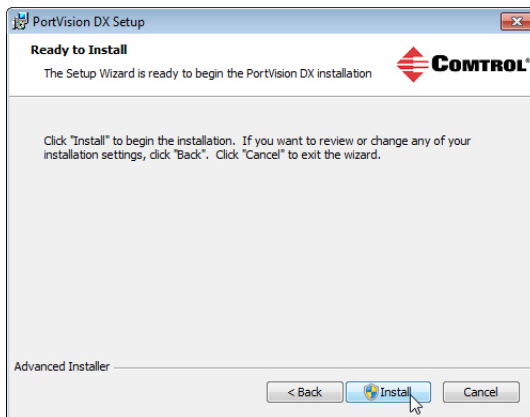 PortVision DX Setup
Ready to Install
The Setup Wizard is ready to begin the PortVision DX installation
COMTROL®
Click "Install" to begin the installation. If you want to review or change any of your
installation settings, click "Back". Click "Cancel" to exit the wizard.
Advanced Installer
< Back
Install
Cancel